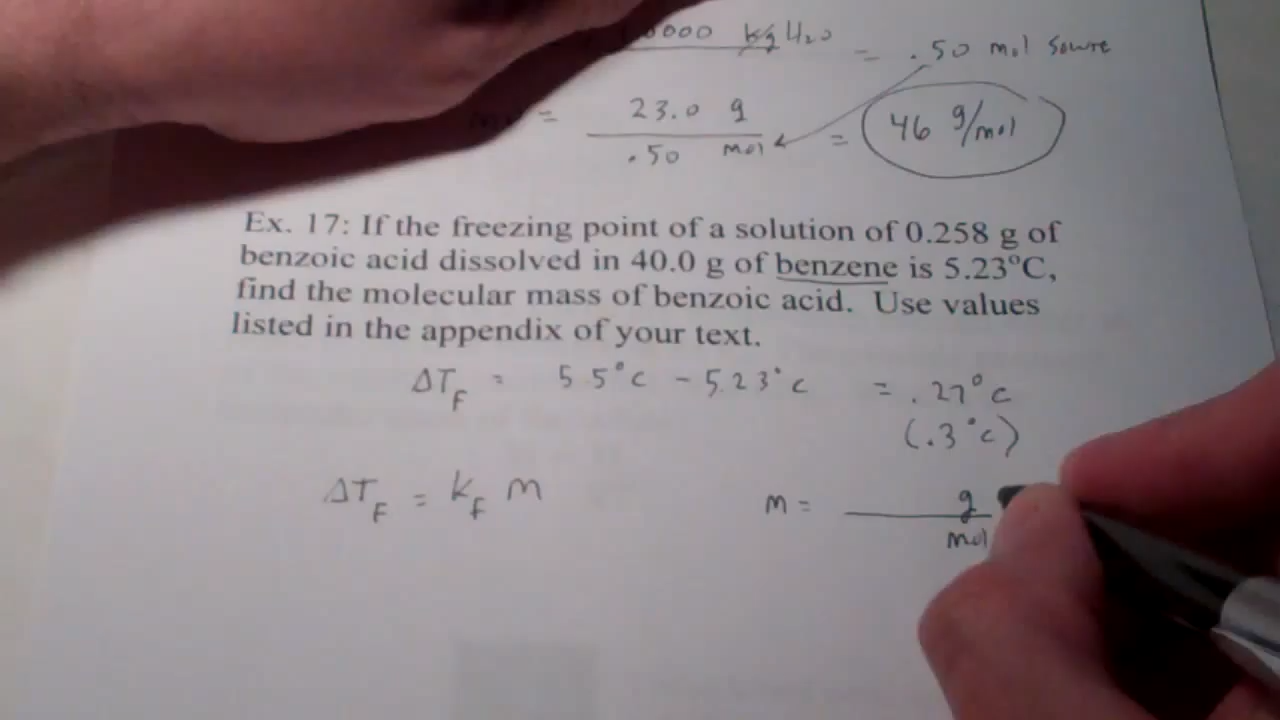 0000 kg H₂O = .50 mol
= 23.0 g / .50 mol = 46 g/mol
Ex. 17: If the freezing point of a solution of 0.258 g of
benzoic acid dissolved in 40.0 g of benzene is 5.23°C,
find the molecular mass of benzoic acid. Use values
listed in the appendix of your text.
ΔT_F = 5.5°C - 5.23°C = .27°C
(.3°C)
ΔT_F = k_F m
m = g / mol